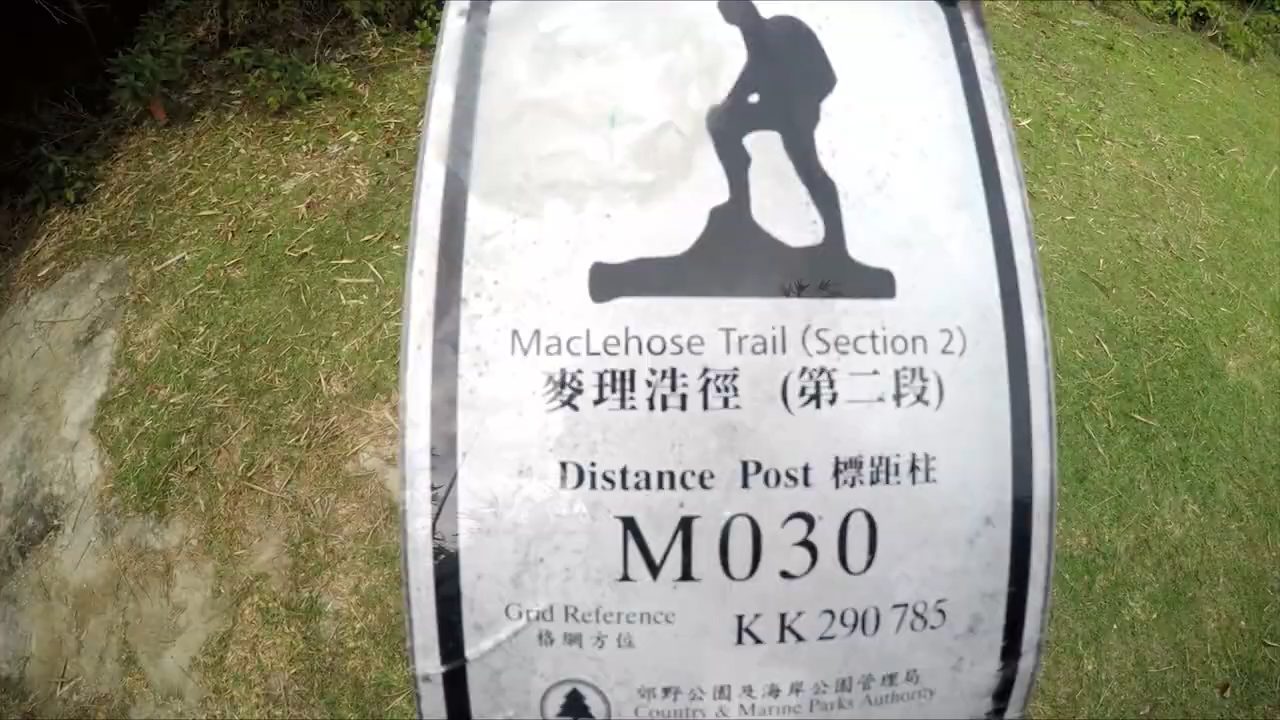 MacLehose Trail (Section 2)
麥理浩徑 (第二段)
Distance Post 標距柱
M030
Grid Reference KK 290 785
格網方位
郊野公園及海岸公園管理局
Country & Marine Parks Authority